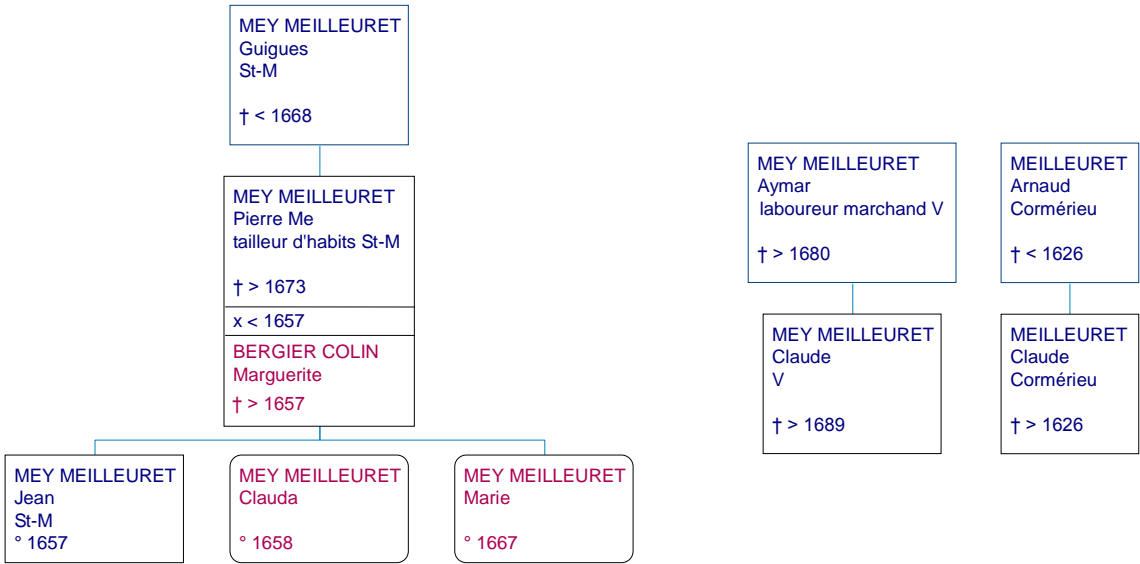 MEY MEILLEURET
Guigues
St-M
† < 1668
MEY MEILLEURET
Pierre Me
tailleur d'habits St-M
† > 1673
x < 1657
BERGIER COLIN
Marguerite
† > 1657
MEY MEILLEURET
Jean
St-M
° 1657
MEY MEILLEURET
Clauda
° 1658
MEY MEILLEURET
Marie
° 1667
MEY MEILLEURET
Aymar
laboureur marchand V
† > 1680
MEY MEILLEURET
Claude
V
† > 1689
MEILLEURET
Arnaud
Cormérieu
† < 1626
MEILLEURET
Claude
Cormérieu
† > 1626